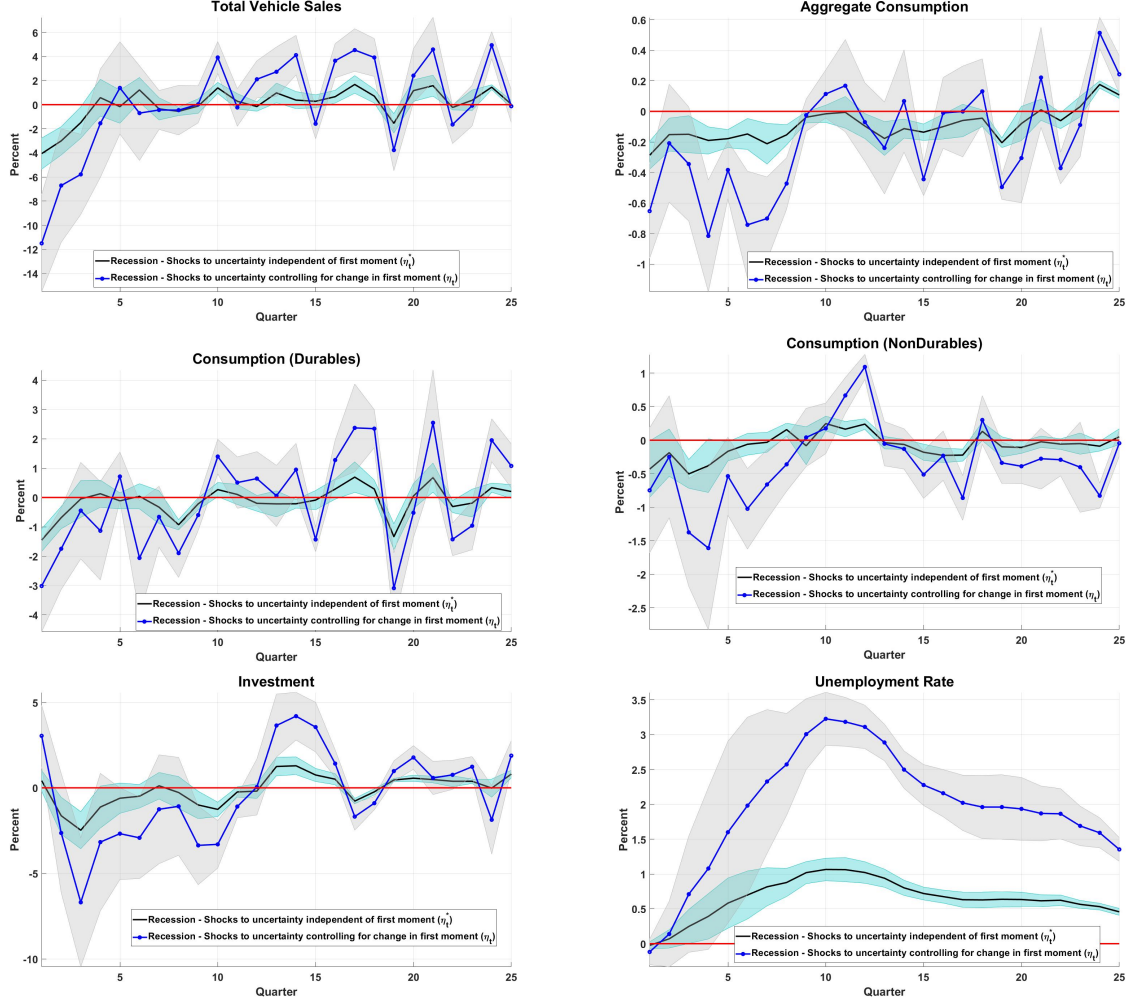 Total Vehicle Sales
Percent
6
4
2
0
-2
-4
-6
-8
-10
-12
-14
5
10
15
20
25
Quarter
Recession - Shocks to uncertainty independent of first moment (η*t)
Recession - Shocks to uncertainty controlling for change in first moment (ηt)
Aggregate Consumption
Percent
0.6
0.4
0.2
0
-0.2
-0.4
-0.6
-0.8
-1
5
10
15
20
25
Quarter
Recession - Shocks to uncertainty independent of first moment (η*t)
Recession - Shocks to uncertainty controlling for change in first moment (ηt)
Consumption (Durables)
Percent
4
3
2
1
0
-1
-2
-3
-4
5
10
15
20
25
Quarter
Recession - Shocks to uncertainty independent of first moment (η*t)
Recession - Shocks to uncertainty controlling for change in first moment (ηt)
Consumption (NonDurables)
Percent
1
0.5
0
-0.5
-1
-1.5
-2
-2.5
5
10
15
20
25
Quarter
Recession - Shocks to uncertainty independent of first moment (η*t)
Recession - Shocks to uncertainty controlling for change in first moment (ηt)
Investment
Percent
5
0
-5
-10
5
10
15
20
25
Quarter
Recession - Shocks to uncertainty independent of first moment (η*t)
Recession - Shocks to uncertainty controlling for change in first moment (ηt)
Unemployment Rate
Percent
3.5
3
2.5
2
1.5
1
0.5
0
5
10
15
20
25
Quarter
Recession - Shocks to uncertainty independent of first moment (η*t)
Recession - Shocks to uncertainty controlling for change in first moment (ηt)